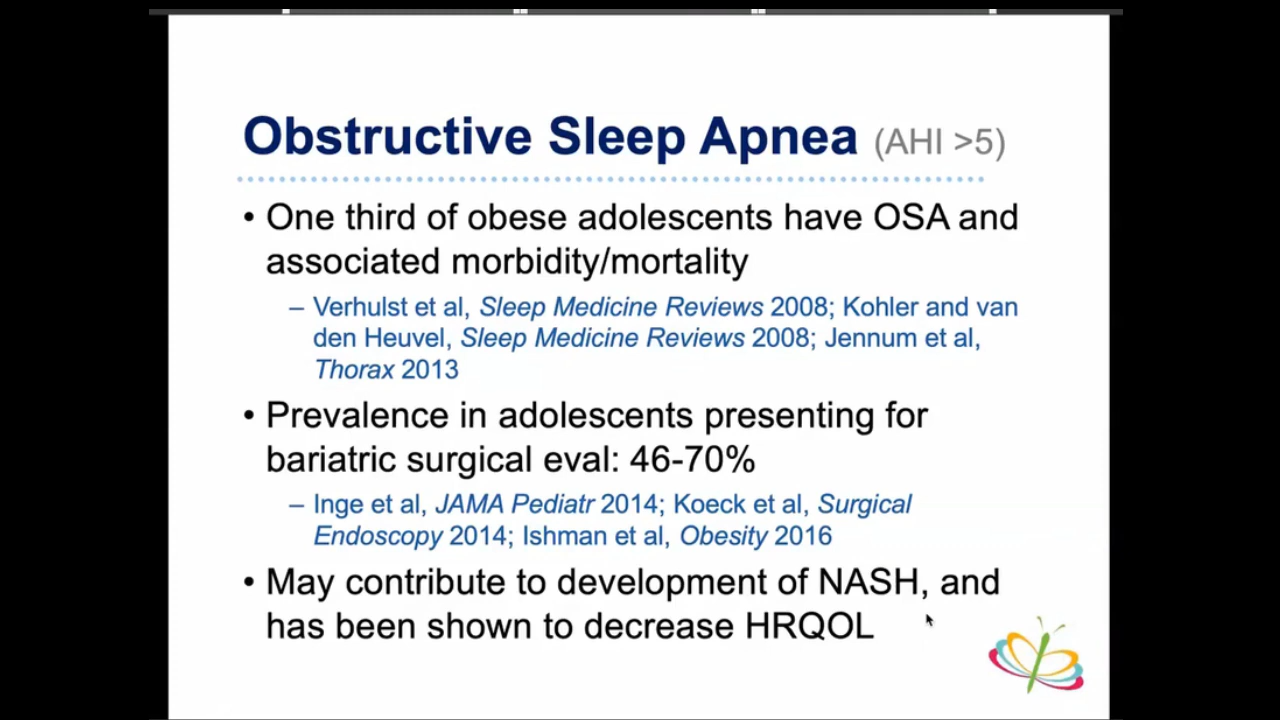 Obstructive Sleep Apnea (AHI >5)
• One third of obese adolescents have OSA and
associated morbidity/mortality
– Verhulst et al, Sleep Medicine Reviews 2008; Kohler and van
den Heuvel, Sleep Medicine Reviews 2008; Jennum et al,
Thorax 2013
• Prevalence in adolescents presenting for
bariatric surgical eval: 46-70%
– Inge et al, JAMA Pediatr 2014; Koeck et al, Surgical
Endoscopy 2014; Ishman et al, Obesity 2016
• May contribute to development of NASH, and
has been shown to decrease HRQOL